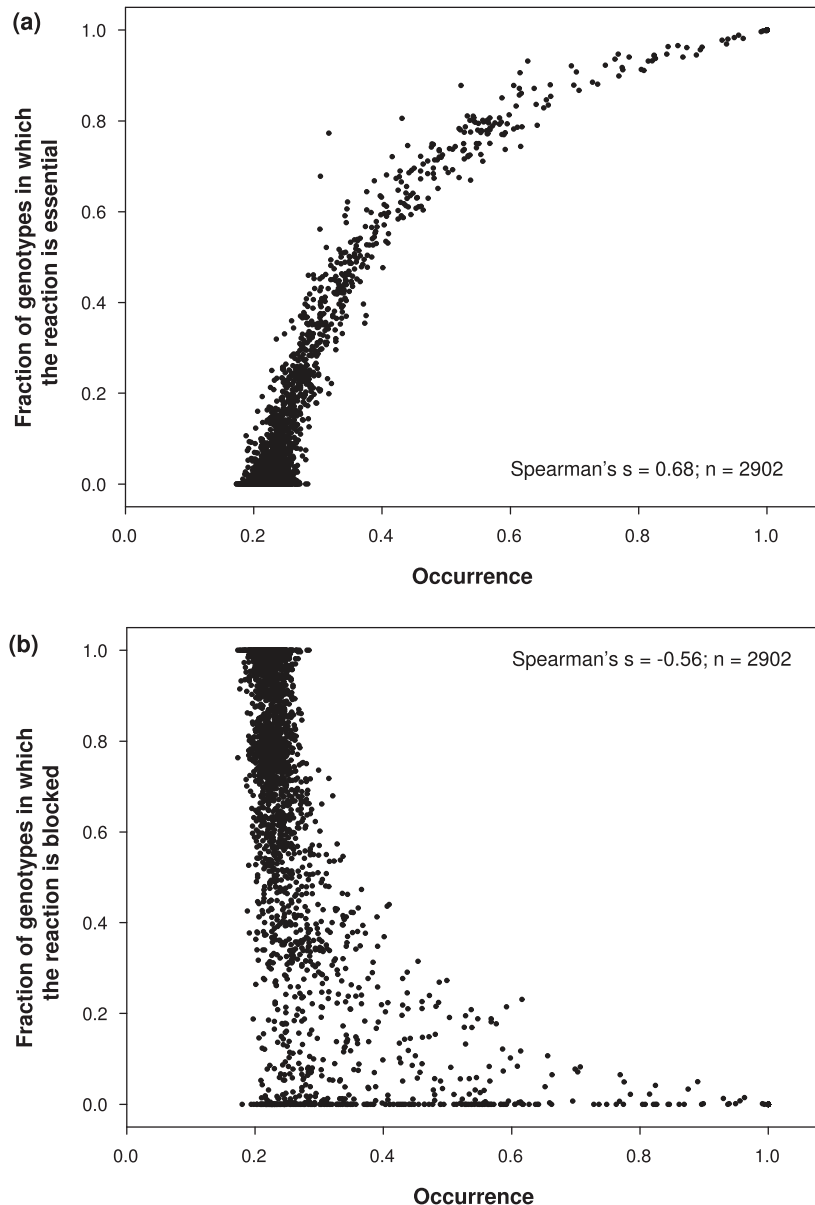 (a)
Fraction of genotypes in which
the reaction is essential
1.0
0.8
0.6
0.4
0.2
0.0
Spearman's s = 0.68; n = 2902
0.0 0.2 0.4 0.6 0.8 1.0
Occurrence
(b)
Fraction of genotypes in which
the reaction is blocked
1.0
0.8
0.6
0.4
0.2
0.0
Spearman's s = -0.56; n = 2902
0.0 0.2 0.4 0.6 0.8 1.0
Occurrence